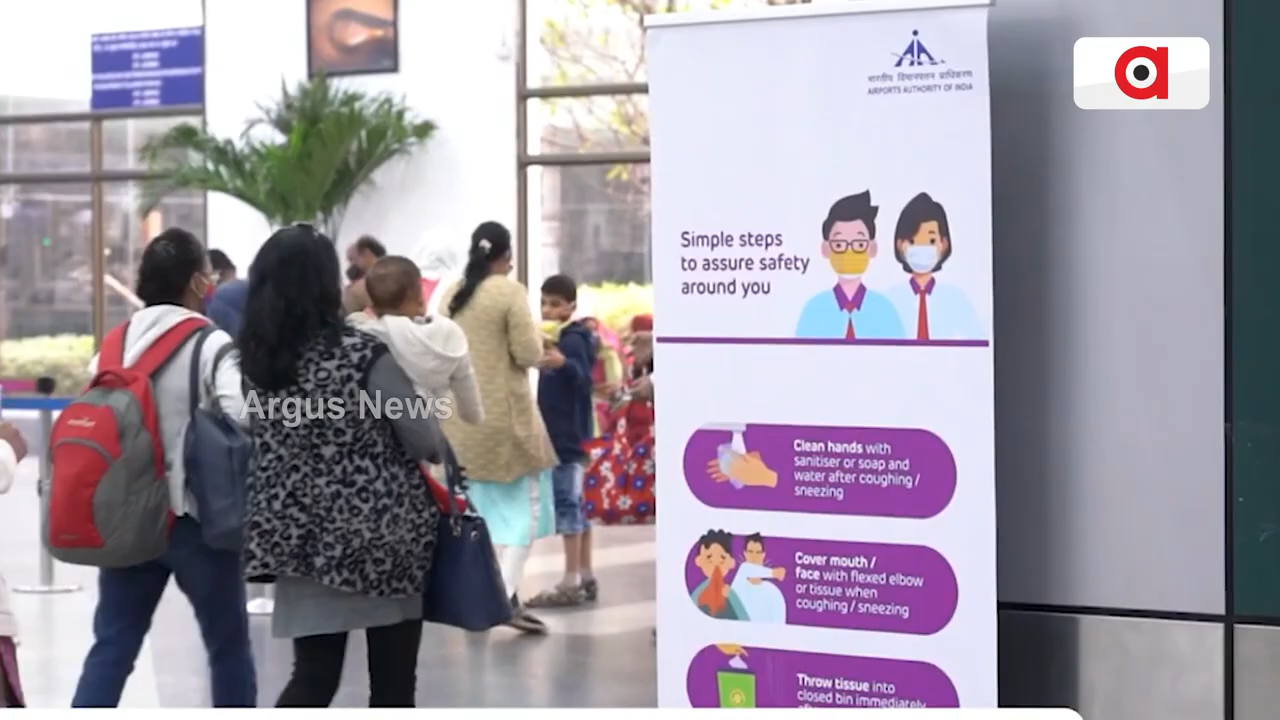 भारतीय विमानपत्तन प्राधिकरण
AIRPORTS AUTHORITY OF INDIA
a
Simple steps
to assure safety
around you
Argus News
Clean hands with
sanitiser or soap and
water after coughing /
sneezing
Cover mouth /
face with flexed elbow
or tissue when
coughing / sneezing
Throw tissue into
closed bin immediately